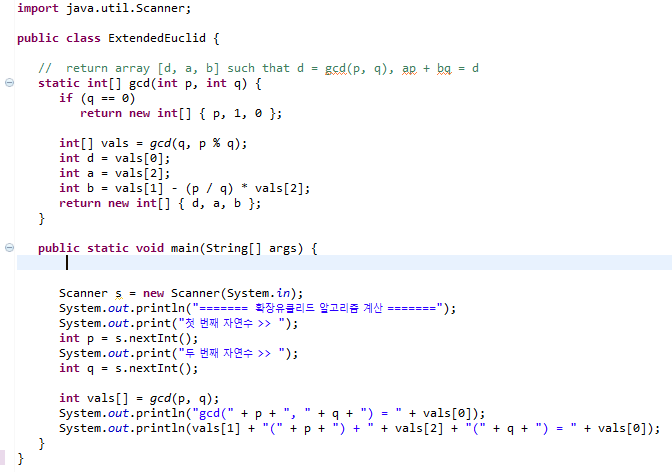 import java.util.Scanner;
public class ExtendedEuclid {
// return array [d, a, b] such that d = gcd(p, q), ap + bq = d
static int[] gcd(int p, int q) {
if (q == 0)
return new int[] { p, 1, 0 };
int[] vals = gcd(q, p % q);
int d = vals[0];
int a = vals[2];
int b = vals[1] - (p / q) * vals[2];
return new int[] { d, a, b };
}
public static void main(String[] args) {
Scanner s = new Scanner(System.in);
System.out.println("======= 확장유클리드 알고리즘 계산 =======");
System.out.print("첫 번째 자연수 >> ");
int p = s.nextInt();
System.out.print("두 번째 자연수 >> ");
int q = s.nextInt();
int vals[] = gcd(p, q);
System.out.println("gcd(" + p + ", " + q + ") = " + vals[0]);
System.out.println(vals[1] + "(" + p + ") + " + vals[2] + "(" + q + ") = " + vals[0]);
}
}